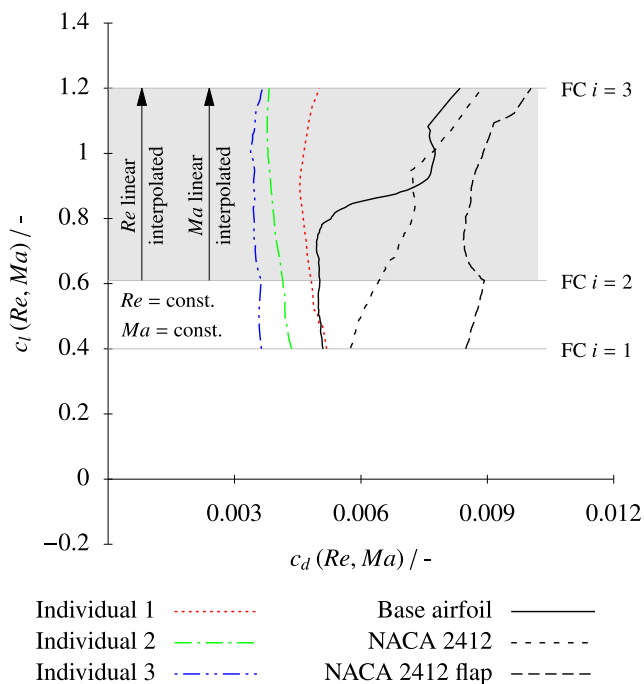 1.4
1.2
1
0.8
0.6
0.4
0.2
0
−0.2
c_l (Re, Ma) / -
Re linear
interpolated
Ma linear
interpolated
Re = const.
Ma = const.
FC i = 3
FC i = 2
FC i = 1
0.003 0.006 0.009 0.012
c_d (Re, Ma) / -
Individual 1
Individual 2
Individual 3
Base airfoil
NACA 2412
NACA 2412 flap